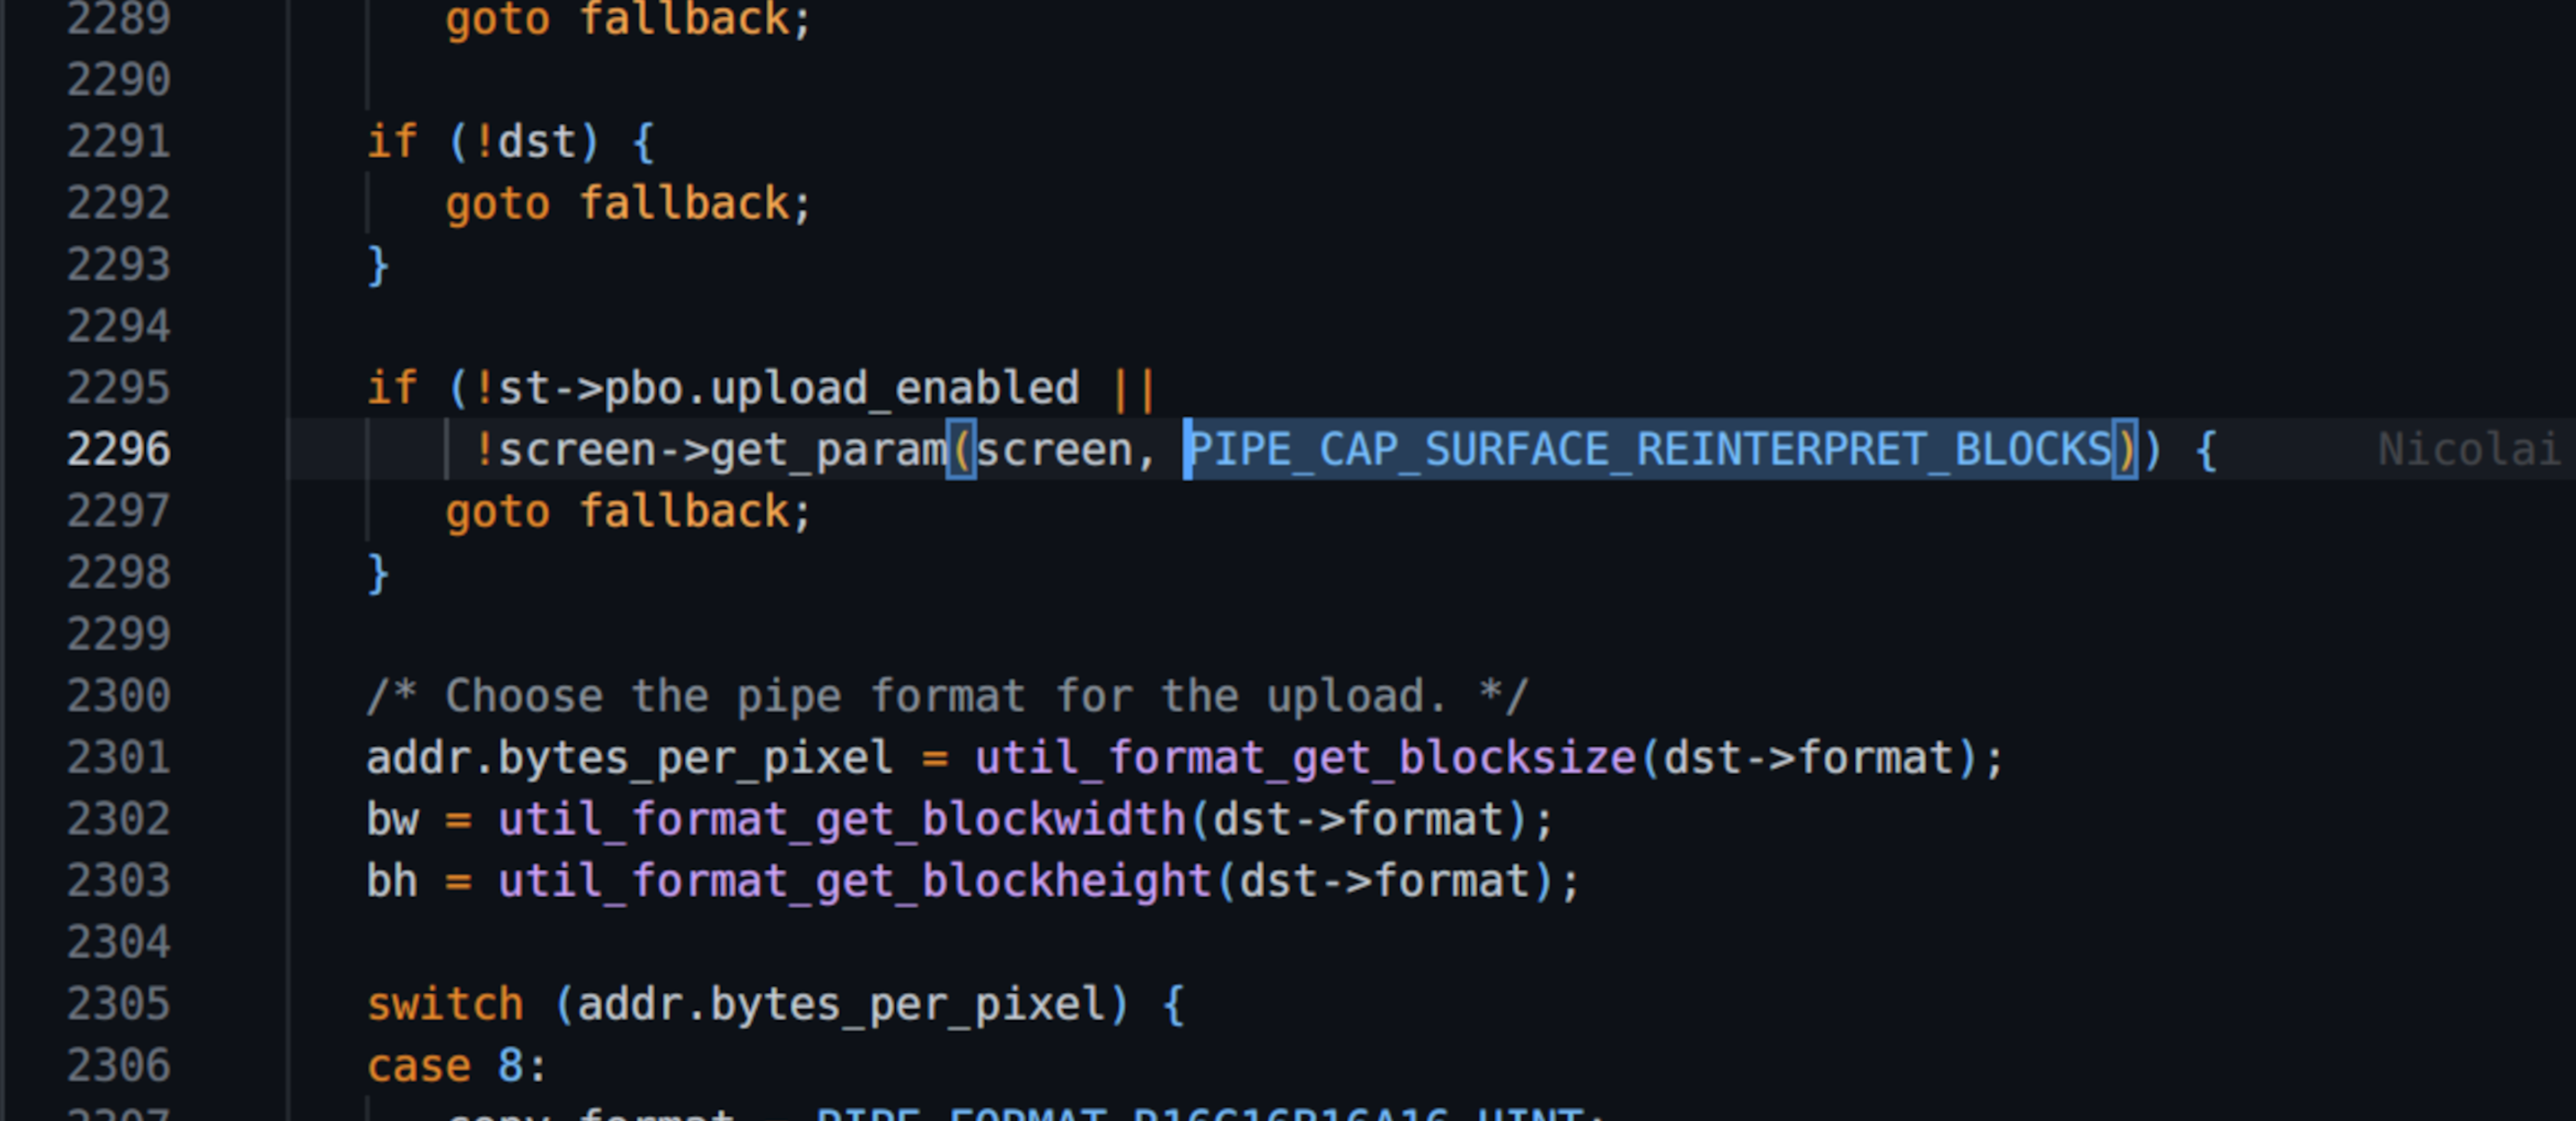 2289 goto fallback;
2290
2291 if (!dst) {
2292 goto fallback;
2293 }
2294
2295 if (!st->pbo.upload_enabled ||
2296 !screen->get_param(screen, PIPE_CAP_SURFACE_REINTERPRET_BLOCKS)) { Nicolai
2297 goto fallback;
2298 }
2299
2300 /* Choose the pipe format for the upload. */
2301 addr.bytes_per_pixel = util_format_get_blocksize(dst->format);
2302 bw = util_format_get_blockwidth(dst->format);
2303 bh = util_format_get_blockheight(dst->format);
2304
2305 switch (addr.bytes_per_pixel) {
2306 case 8:
2307 copy_format = PIPE_FORMAT_R16G16B16A16_UINT;